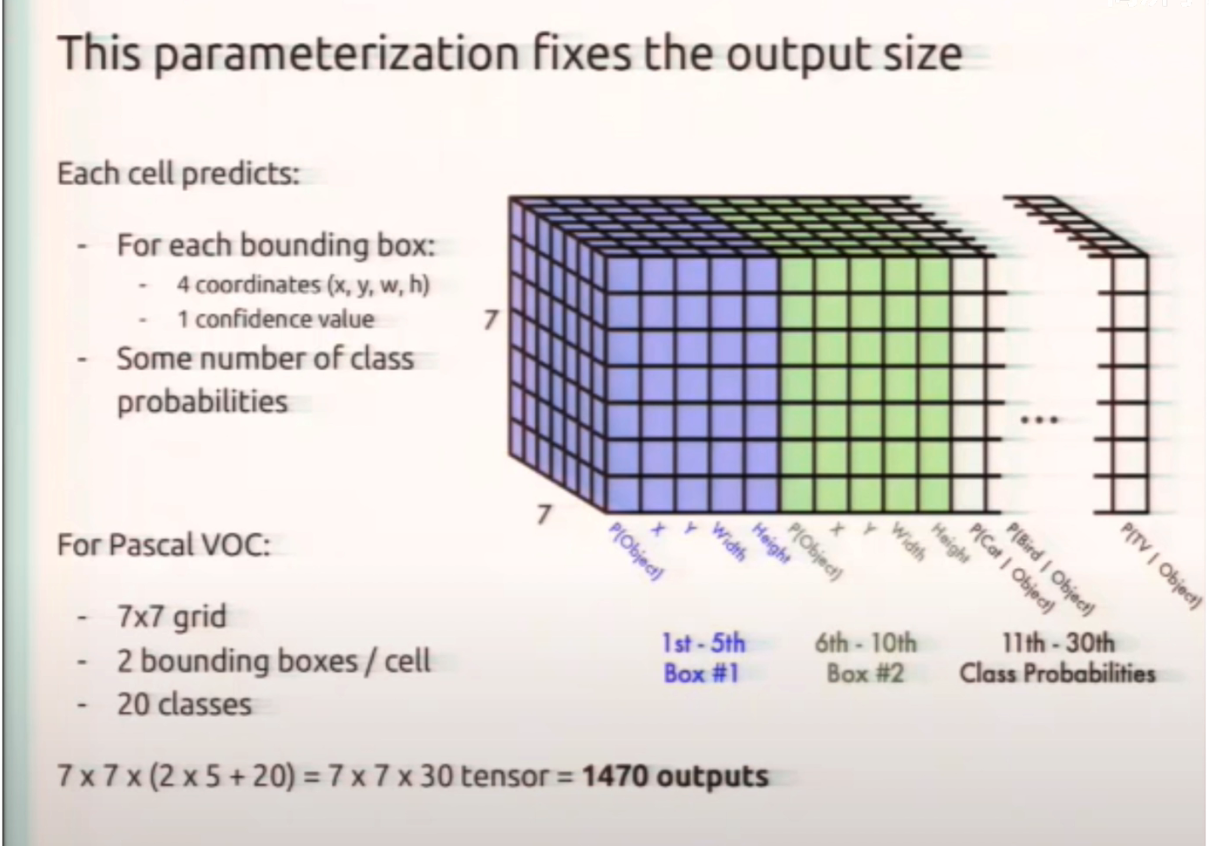 This parameterization fixes the output size
Each cell predicts:
- For each bounding box:
- 4 coordinates (x, y, w, h)
- 1 confidence value
- Some number of class
probabilities
For Pascal VOC:
- 7x7 grid
- 2 bounding boxes / cell
- 20 classes
7 x 7 x (2 x 5 + 20) = 7 x 7 x 30 tensor = 1470 outputs
7
7
P(Object)
X
Y
Width
Height
P(Object)
X
Y
Width
Height
P(Cat | Object)
P(Bird | Object)
...
P(TV | Object)
1st - 5th
Box #1
6th - 10th
Box #2
11th - 30th
Class Probabilities